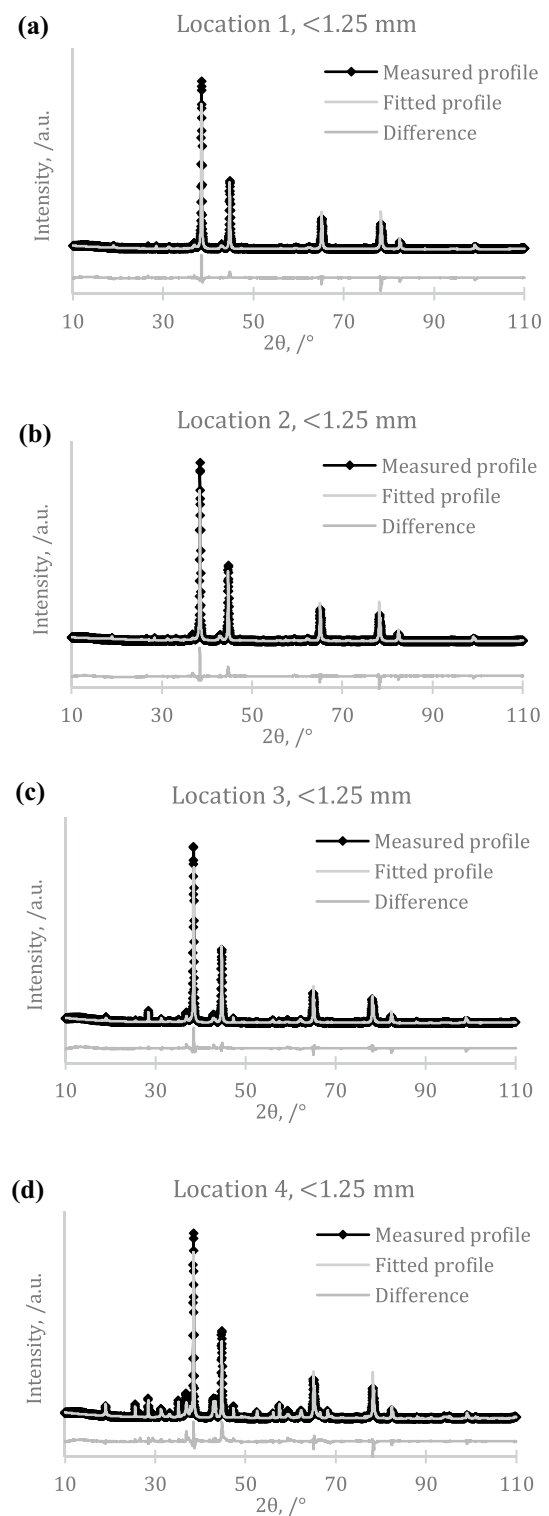 (a)
Location 1, <1.25 mm
Measured profile
Fitted profile
Difference
Intensity, /a.u.
10 30 50 70 90 110
2θ, /°
(b)
Location 2, <1.25 mm
Measured profile
Fitted profile
Difference
Intensity, /a.u.
10 30 50 70 90 110
2θ, /°
(c)
Location 3, <1.25 mm
Measured profile
Fitted profile
Difference
Intensity, /a.u.
10 30 50 70 90 110
2θ, /°
(d)
Location 4, <1.25 mm
Measured profile
Fitted profile
Difference
Intensity, /a.u.
10 30 50 70 90 110
2θ, /°